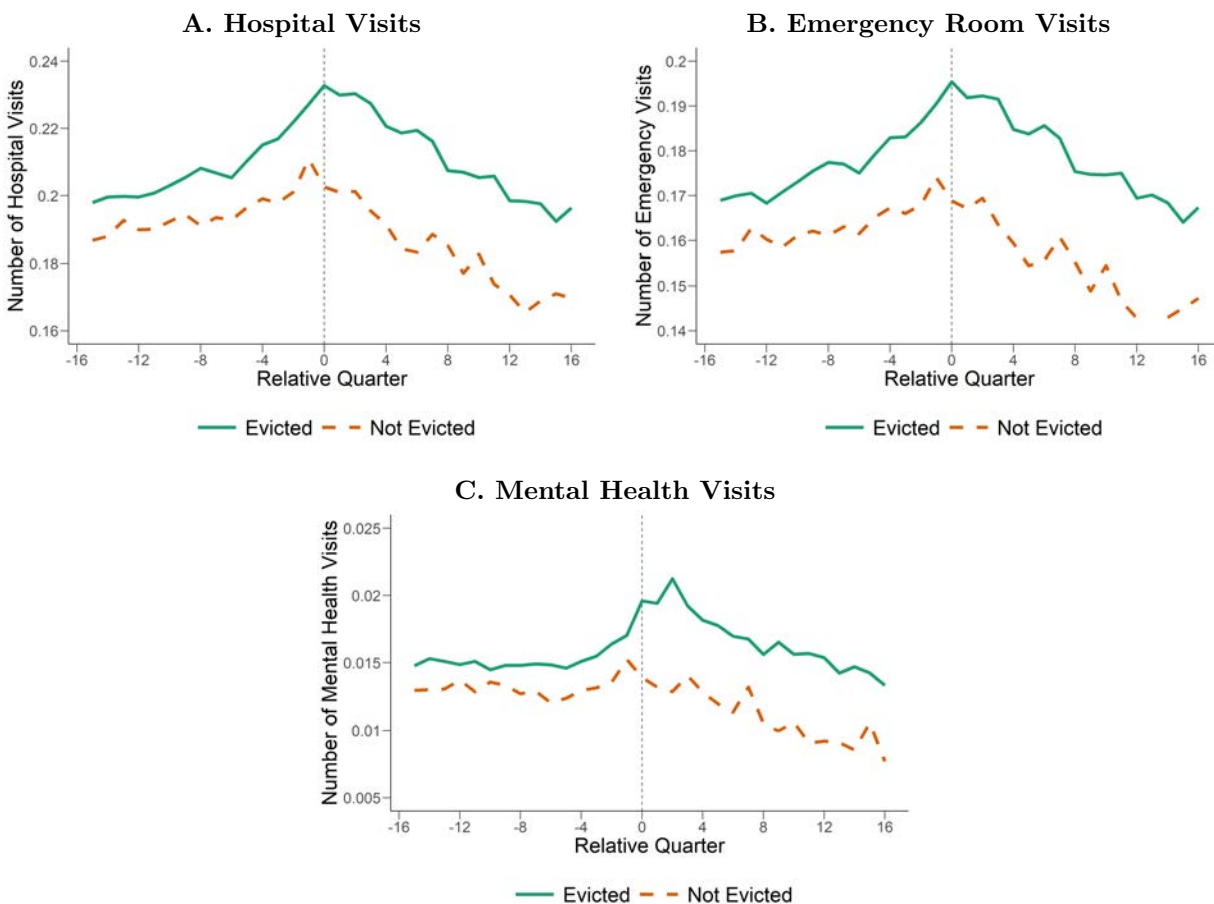 A. Hospital Visits
Number of Hospital Visits
0.24
0.22
0.2
0.18
0.16
-16 -12 -8 -4 0 4 8 12 16
Relative Quarter
Evicted Not Evicted
B. Emergency Room Visits
Number of Emergency Visits
0.2
0.19
0.18
0.17
0.16
0.15
0.14
-16 -12 -8 -4 0 4 8 12 16
Relative Quarter
Evicted Not Evicted
C. Mental Health Visits
Number of Mental Health Visits
0.025
0.02
0.015
0.01
0.005
-16 -12 -8 -4 0 4 8 12 16
Relative Quarter
Evicted Not Evicted